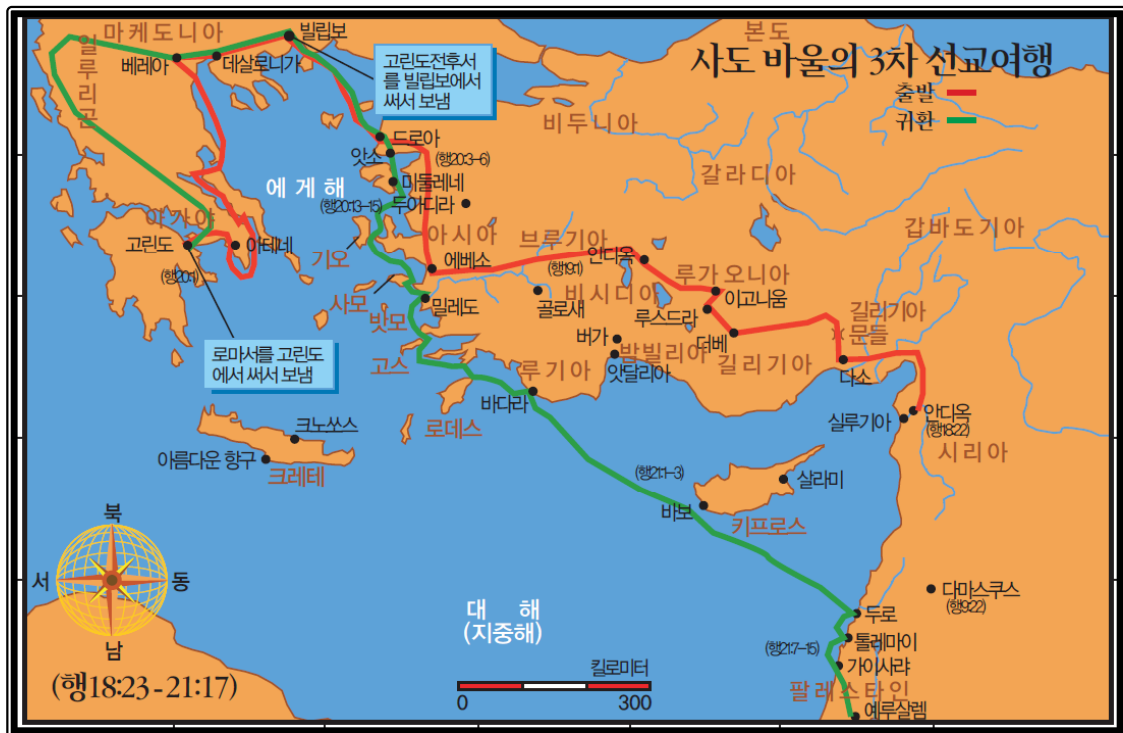 사도 바울의 3차 선교여행
출발
귀환
마케도니아
일루리곤
빌립보
베레아
데살로니가
고린도전후서
를 빌립보에서
써서 보냄
본도
비두니아
드로아
앗소
(행20:3-6)
미둘레네
에게해
(행20:13-15)
두아디라
갈라디아
갑바도기아
아가야
고린도
아테네
(행20:1)
기오
아시아
에베소
브루기아
(행19:1)
안디옥
비시디아
루가오니아
이고니움
사모
밧모
밀레도
골로새
루스드라
더베
길리기아
문들
버가
밤빌리아
앗달리아
길리기아
다소
로마서를 고린도
에서 써서 보냄
고스
루기아
바다라
로데스
실루기아
안디옥
(행18:22)
시리아
크노쏘스
아름다운 항구
크레테
(행21:1-3)
살라미
바보
키프로스
북
서
동
남
대 해
(지중해)
다마스쿠스
(행9:22)
두로
톨레마이
(행21:7-15)
가이사랴
팔레스타인
예루살렘
킬로미터
0
300
(행18:23-21:17)